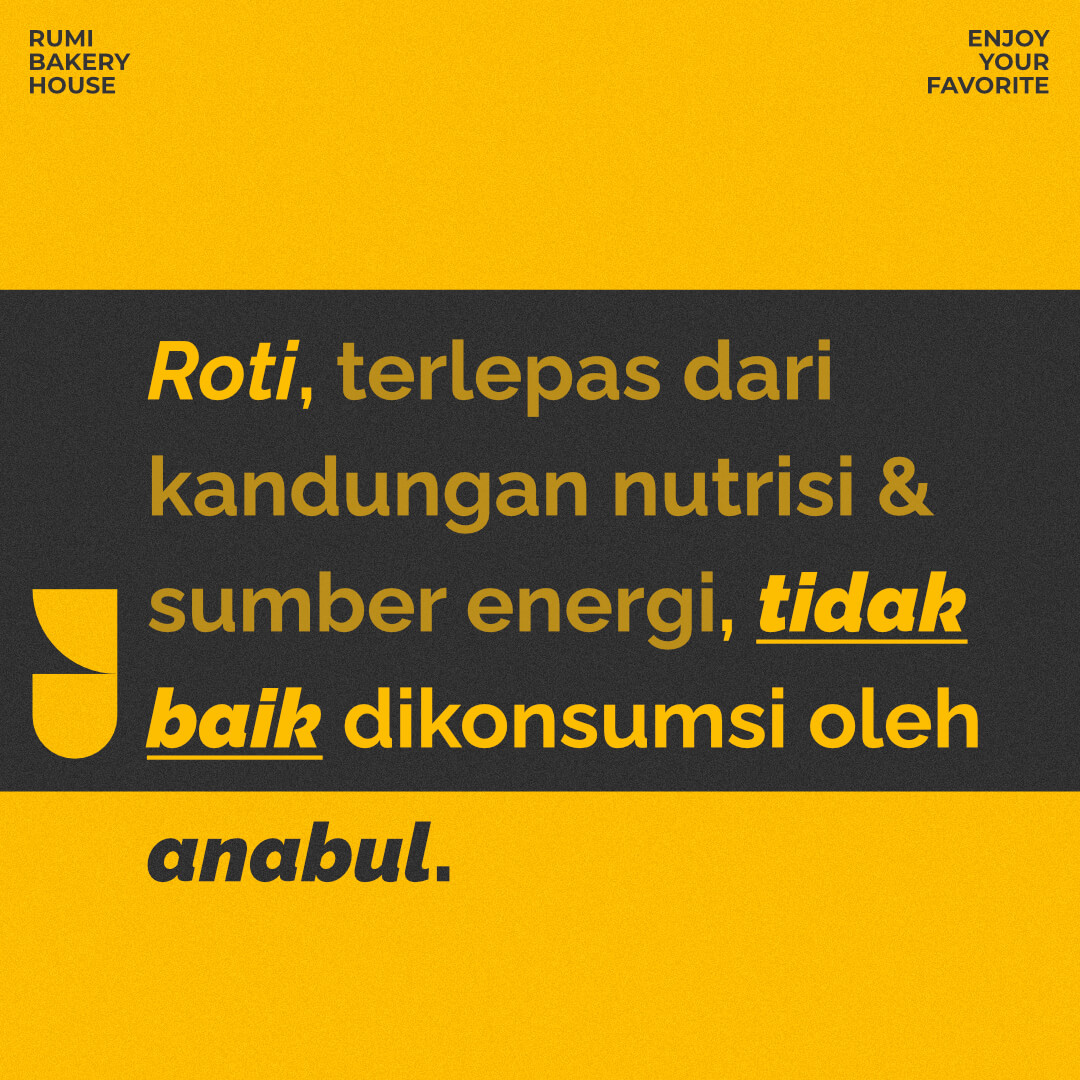 RUMI
BAKERY
HOUSE
ENJOY
YOUR
FAVORITE
Roti, terlepas dari
kandungan nutrisi &
sumber energi, tidak
baik dikonsumsi oleh
anabul.